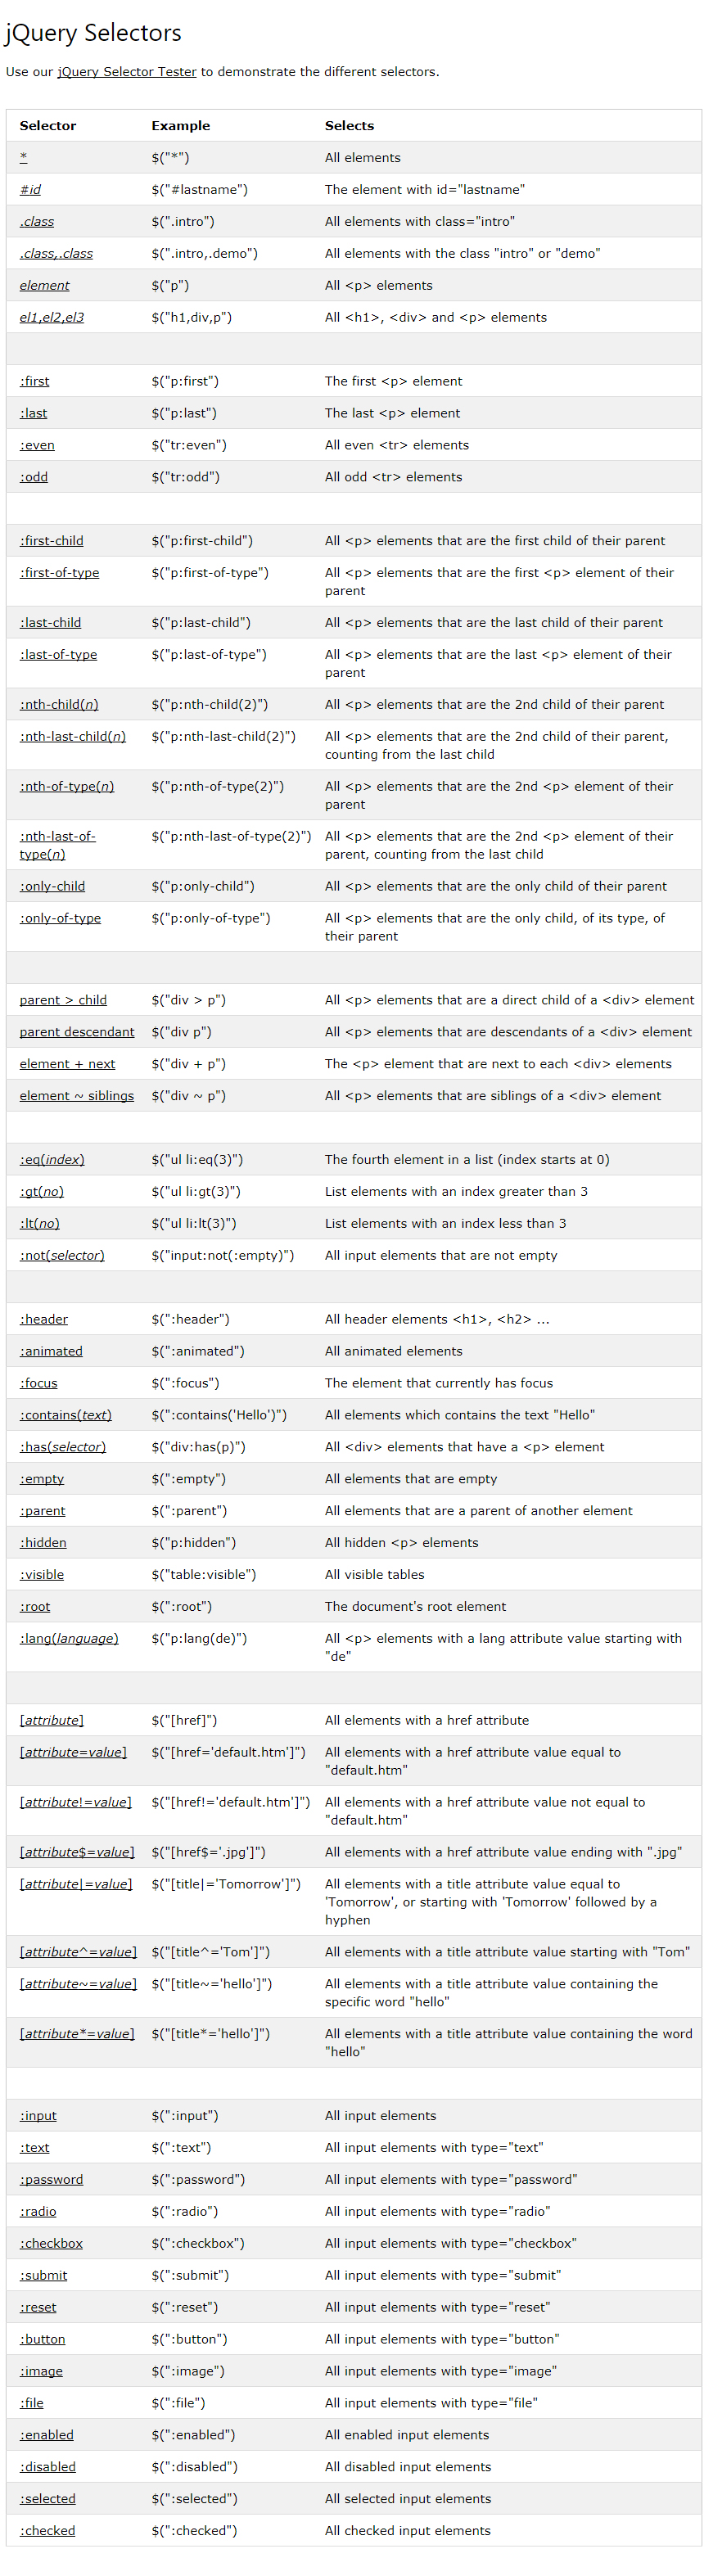 jQuery Selectors
Use our jQuery Selector Tester to demonstrate the different selectors.
Selector Example Selects
* $("*") All elements
#id $("#lastname") The element with id="lastname"
.class $(".intro") All elements with class="intro"
.class,.class $(".intro,.demo") All elements with the class "intro" or "demo"
element $("p") All <p> elements
el1,el2,el3 $("h1,div,p") All <h1>, <div> and <p> elements
:first $("p:first") The first <p> element
:last $("p:last") The last <p> element
:even $("tr:even") All even <tr> elements
:odd $("tr:odd") All odd <tr> elements
:first-child $("p:first-child") All <p> elements that are the first child of their parent
:first-of-type $("p:first-of-type") All <p> elements that are the first <p> element of their
parent
:last-child $("p:last-child") All <p> elements that are the last child of their parent
:last-of-type $("p:last-of-type") All <p> elements that are the last <p> element of their
parent
:nth-child(n) $("p:nth-child(2)") All <p> elements that are the 2nd child of their parent
:nth-last-child(n) $("p:nth-last-child(2)") All <p> elements that are the 2nd child of their parent,
counting from the last child
:nth-of-type(n) $("p:nth-of-type(2)") All <p> elements that are the 2nd <p> element of their
parent
:nth-last-of- $("p:nth-last-of-type(2)") All <p> elements that are the 2nd <p> element of their
type(n) parent, counting from the last child
:only-child $("p:only-child") All <p> elements that are the only child of their parent
:only-of-type $("p:only-of-type") All <p> elements that are the only child, of its type, of
their parent
parent > child $("div > p") All <p> elements that are a direct child of a <div> element
parent descendant $("div p") All <p> elements that are descendants of a <div> element
element + next $("div + p") The <p> element that are next to each <div> elements
element ~ siblings $("div ~ p") All <p> elements that are siblings of a <div> element
:eq(index) $("ul li:eq(3)") The fourth element in a list (index starts at 0)
:gt(no) $("ul li:gt(3)") List elements with an index greater than 3
:lt(no) $("ul li:lt(3)") List elements with an index less than 3
:not(selector) $("input:not(:empty)") All input elements that are not empty
:header $(":header") All header elements <h1>, <h2> ...
:animated $(":animated") All animated elements
:focus $(":focus") The element that currently has focus
:contains(text) $(":contains('Hello')") All elements which contains the text "Hello"
:has(selector) $("div:has(p)") All <div> elements that have a <p> element
:empty $(":empty") All elements that are empty
:parent $(":parent") All elements that are a parent of another element
:hidden $("p:hidden") All hidden <p> elements
:visible $("table:visible") All visible tables
:root $(":root") The document's root element
:lang(language) $("p:lang(de)") All <p> elements with a lang attribute value starting with
"de"
[attribute] $("[href]") All elements with a href attribute
[attribute=value] $("[href='default.htm']") All elements with a href attribute value equal to
"default.htm"
[attribute!=value] $("[href!='default.htm']") All elements with a href attribute value not equal to
"default.htm"
[attribute$=value] $("[href$='.jpg']") All elements with a href attribute value ending with ".jpg"
[attribute|=value] $("[title|='Tomorrow']") All elements with a title attribute value equal to
'Tomorrow', or starting with 'Tomorrow' followed by a
hyphen
[attribute^=value] $("[title^='Tom']") All elements with a title attribute value starting with "Tom"
[attribute~=value] $("[title~='hello']") All elements with a title attribute value containing the
specific word "hello"
[attribute*=value] $("[title*='hello']") All elements with a title attribute value containing the word
"hello"
:input $(":input") All input elements
:text $(":text") All input elements with type="text"
:password $(":password") All input elements with type="password"
:radio $(":radio") All input elements with type="radio"
:checkbox $(":checkbox") All input elements with type="checkbox"
:submit $(":submit") All input elements with type="submit"
:reset $(":reset") All input elements with type="reset"
:button $(":button") All input elements with type="button"
:image $(":image") All input elements with type="image"
:file $(":file") All input elements with type="file"
:enabled $(":enabled") All enabled input elements
:disabled $(":disabled") All disabled input elements
:selected $(":selected") All selected input elements
:checked $(":checked") All checked input elements